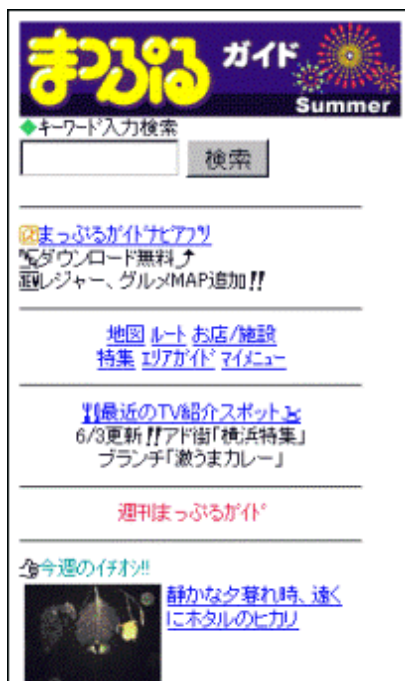 まっぷる ガイド
Summer
◆ｷｰﾜｰﾄﾞ入力検索
検索
まっぷるｶﾞｲﾄﾞﾅﾋﾞｱﾌﾟﾘ
ダウンロード無料
レジャー、グルメMAP追加!!
地図 ﾙｰﾄ お店/施設
特集 ｴﾘｱｶﾞｲﾄﾞ ﾏｲﾒﾆｭｰ
最近のTV紹介スポット
6/3更新!!アド街｢横浜特集｣
ブランチ｢激うまカレー｣
週刊まっぷるｶﾞｲﾄﾞ
今週のｲﾁｵｼ!!
静かな夕暮れ時、遠く
にホタルのヒカリ